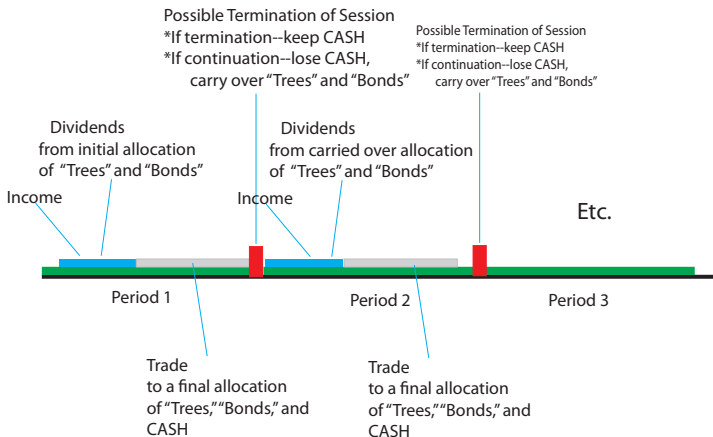 Possible Termination of Session
*If termination--keep CASH
*If continuation--lose CASH,
carry over "Trees" and "Bonds"
Possible Termination of Session
*If termination--keep CASH
*If continuation--lose CASH,
carry over "Trees" and "Bonds"
Dividends
from initial allocation
of "Trees" and "Bonds"
Income
Dividends
from carried over allocation
of "Trees" and "Bonds"
Income
Etc.
Period 1
Period 2
Period 3
Trade
to a final allocation
of "Trees," "Bonds," and
CASH
Trade
to a final allocation
of "Trees," "Bonds," and
CASH